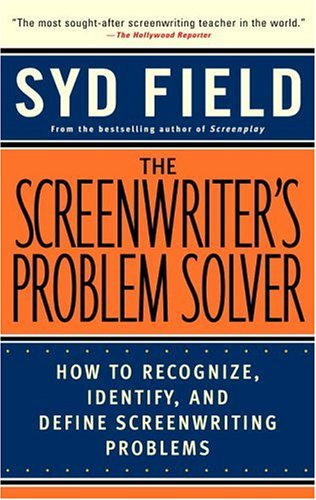 "The most sought-after screenwriting teacher in the world."
—The Hollywood Reporter
SYD FIELD
From the bestselling author of Screenplay
THE
SCREENWRITER'S
PROBLEM SOLVER
HOW TO RECOGNIZE,
IDENTIFY, AND
DEFINE SCREENWRITING
PROBLEMS